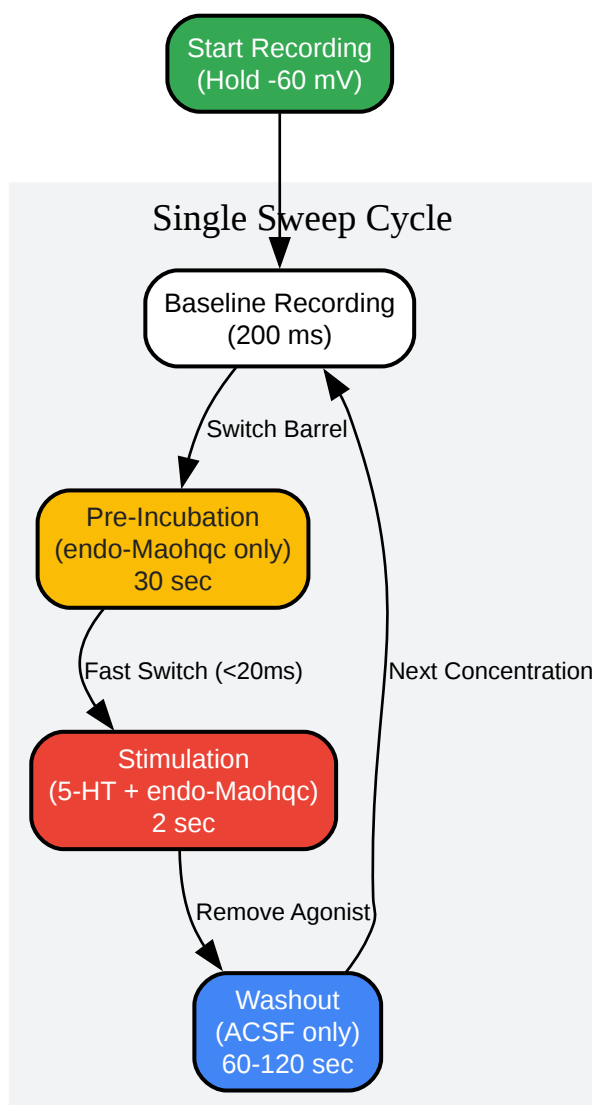 Start Recording
(Hold -60 mV)
Single Sweep Cycle
Baseline Recording
(200 ms)
Switch Barrel
Pre-Incubation
(endo-Maohqc only)
30 sec
Fast Switch (<20ms)
Next Concentration
Stimulation
(5-HT + endo-Maohqc)
2 sec
Remove Agonist
Washout
(ACSF only)
60-120 sec